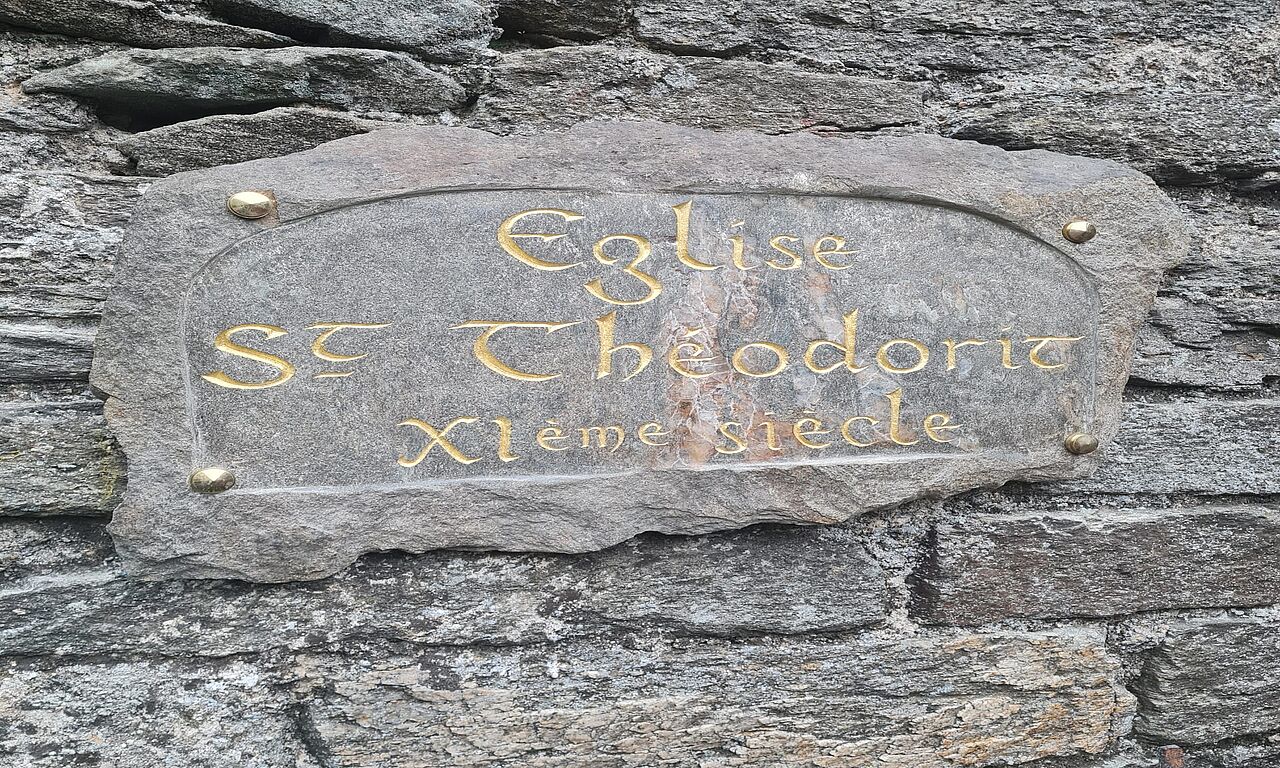 Eglise
St Théodorit
XIème siècle